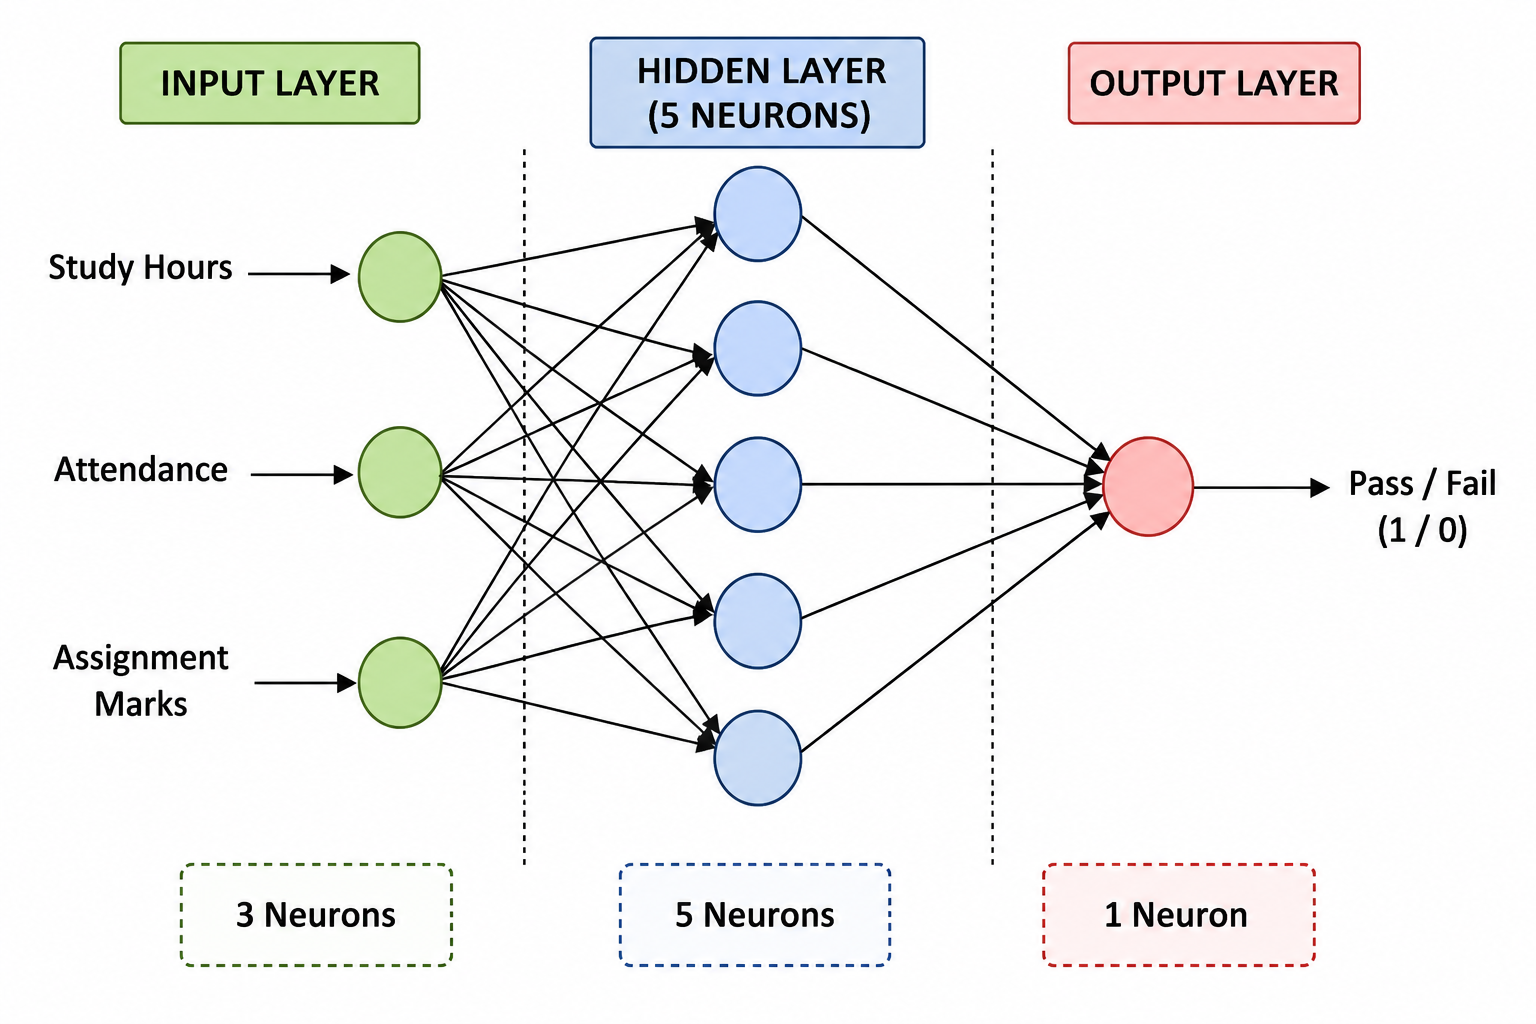 INPUT LAYER
HIDDEN LAYER
(5 NEURONS)
OUTPUT LAYER
Study Hours
Attendance
Assignment
Marks
Pass / Fail
(1 / 0)
3 Neurons
5 Neurons
1 Neuron